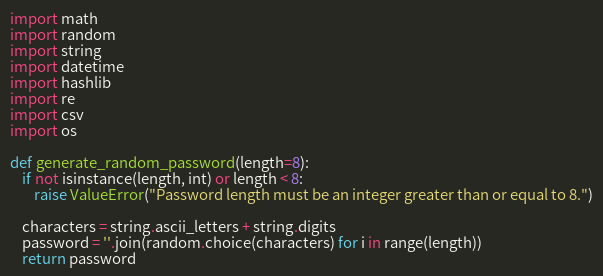 import math
import random
import string
import datetime
import hashlib
import re
import csv
import os

def generate_random_password(length=8):
    if not isinstance(length, int) or length < 8:
        raise ValueError("Password length must be an integer greater than or equal to 8.")

    characters = string.ascii_letters + string.digits
    password = ''.join(random.choice(characters) for i in range(length))
    return password